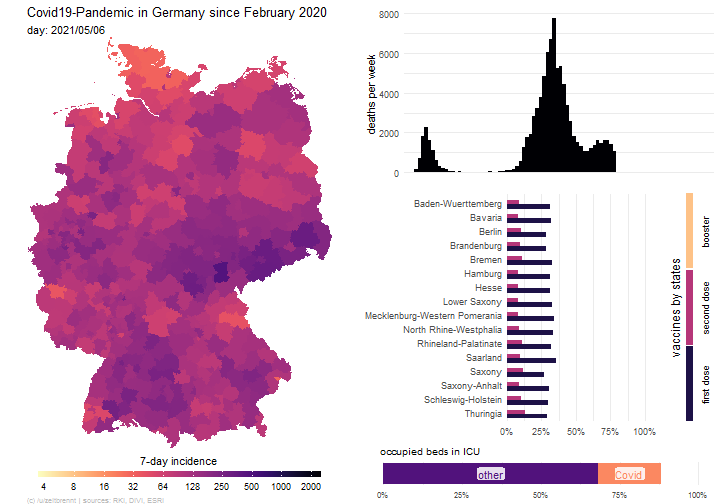 Covid19-Pandemic in Germany since February 2020
day: 2021/05/06
7-day incidence
4 8 16 32 64 120 250 500 1000 2000
(c) /u/zeitbrennt | sources: RKI, DIVI, ESRI
deaths per week
8000
6000
4000
2000
0
Baden-Wuerttemberg
Bavaria
Berlin
Brandenburg
Bremen
Hamburg
Hesse
Lower Saxony
Mecklenburg-Western Pomerania
North Rhine-Westphalia
Rhineland-Palatinate
Saarland
Saxony
Saxony-Anhalt
Schleswig-Holstein
Thuringia
0% 25% 50% 75% 100%
vaccines by states
booster
second dose
first dose
occupied beds in ICU
other
Covid
0% 25% 50% 75% 100%